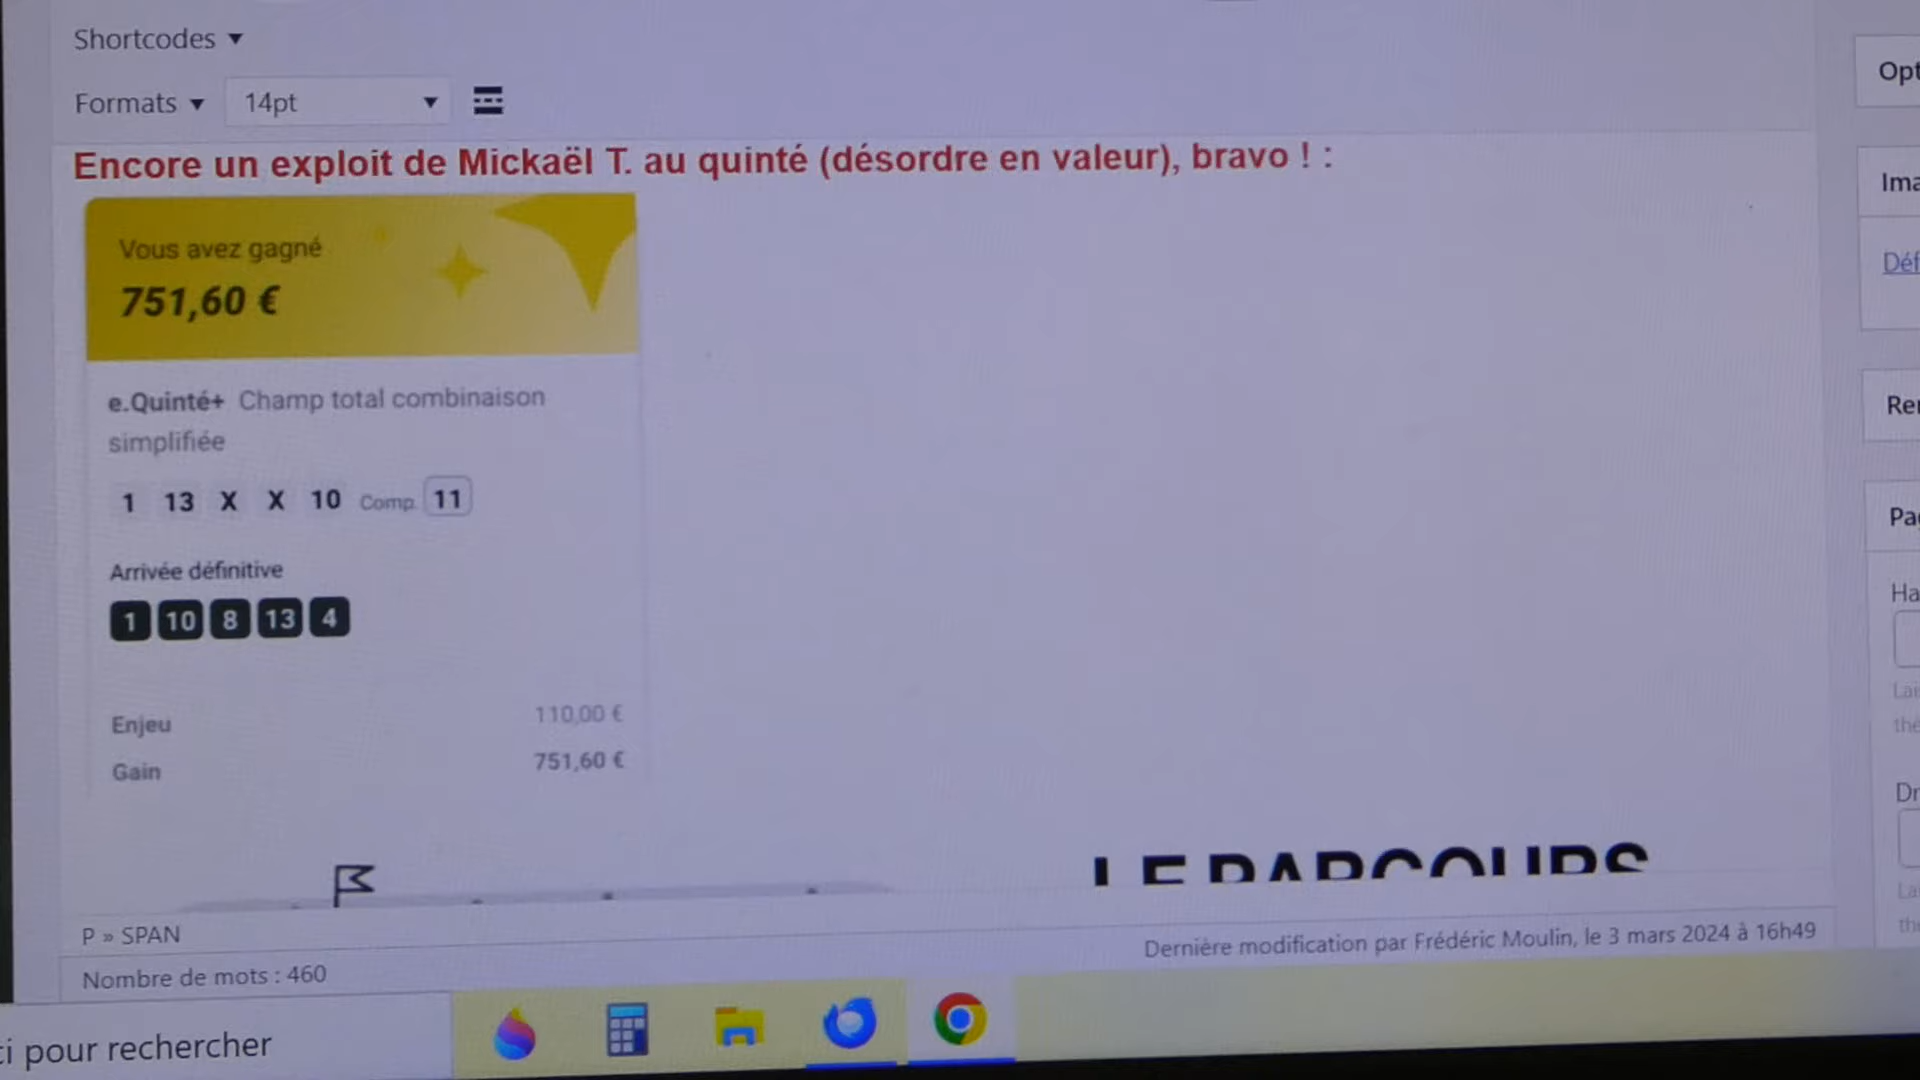 Shortcodes
Formats 14pt
Encore un exploit de Mickaël T. au quinté (désordre en valeur), bravo ! :
Vous avez gagné
751,60 €
e.Quinté+ Champ total combinaison
simplifiée
1 13 X X 10 Comp. 11
Arrivée définitive
1 10 8 13 4
Enjeu 110,00 €
Gain 751,60 €
LE PARCOURS
P » SPAN
Dernière modification par Frédéric Moulin, le 3 mars 2024 à 16h49
Nombre de mots : 460
ci pour rechercher
Opt
Ima
Déf
Ha
Dr